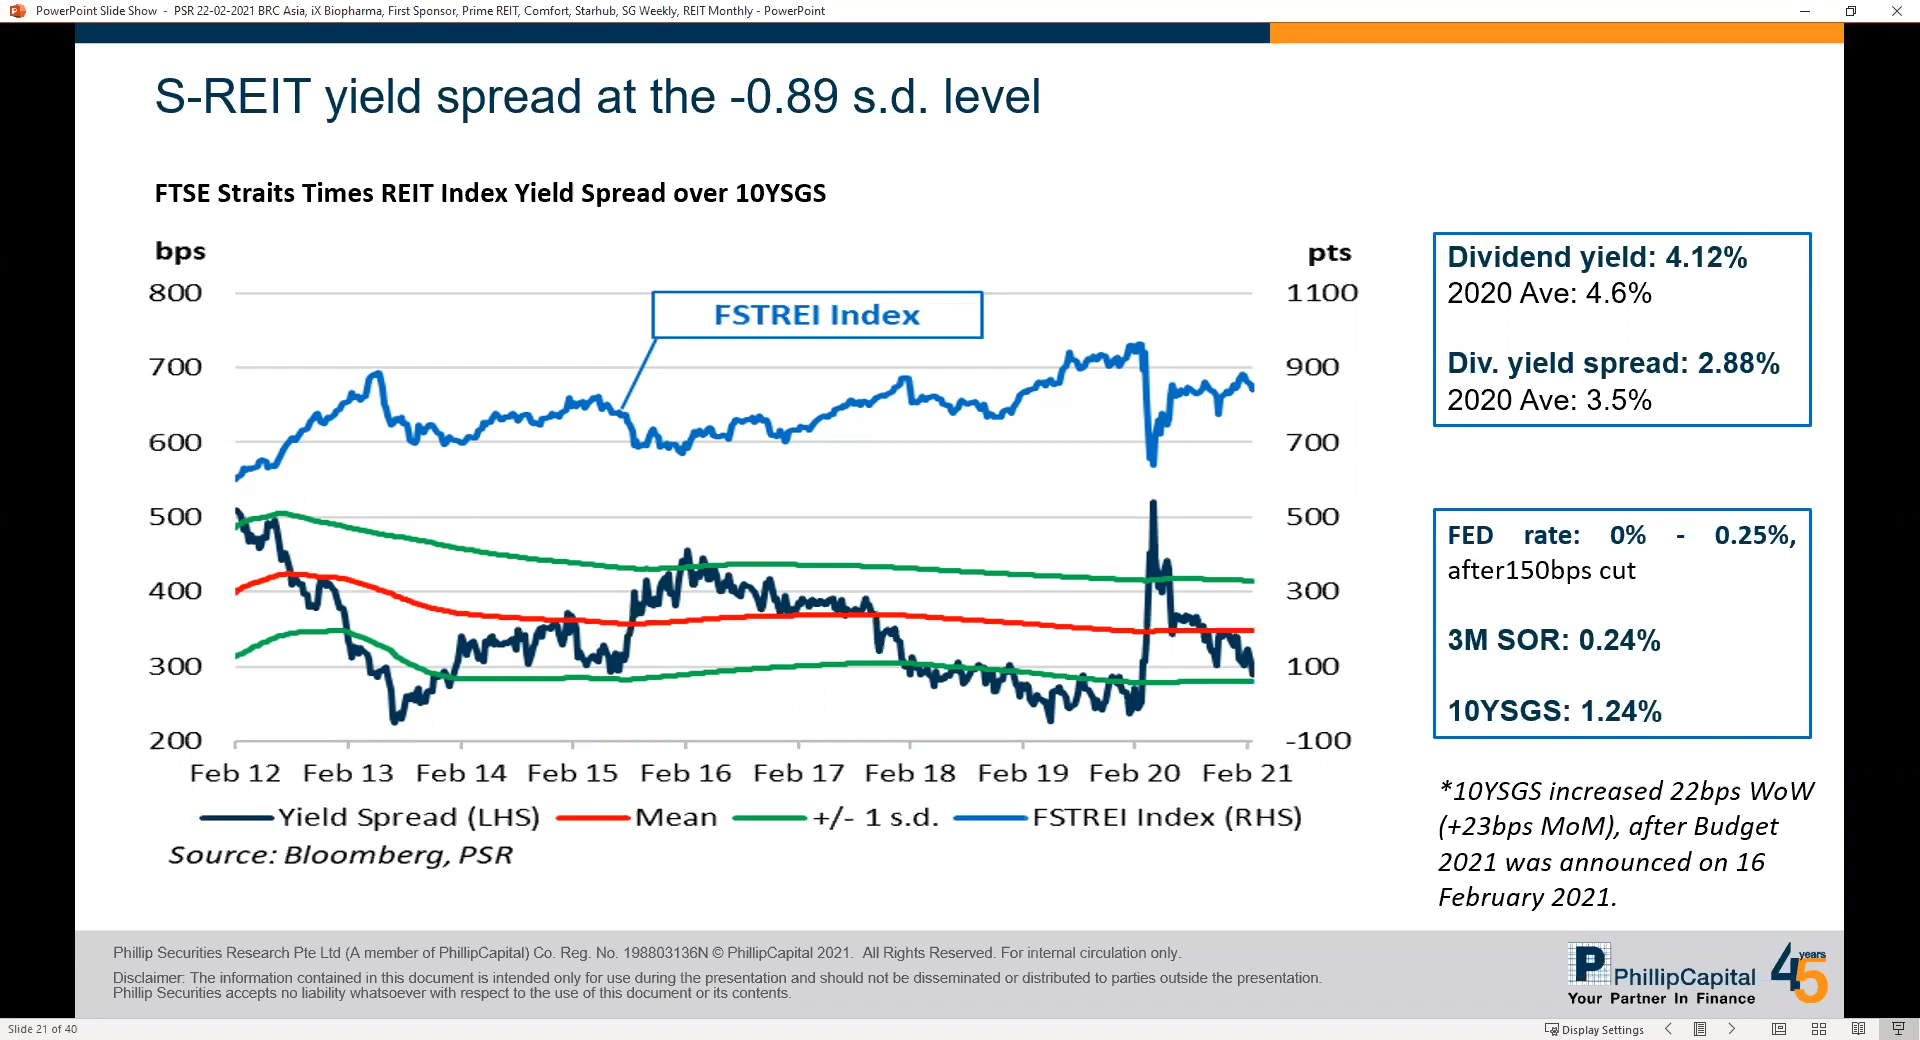 PowerPoint Slide Show - PSR 22-02-2021 BRC Asia, iX Biopharma, First Sponsor, Prime REIT, Comfort, Starhub, SG Weekly, REIT Monthly - PowerPoint
S-REIT yield spread at the -0.89 s.d. level
FTSE Straits Times REIT Index Yield Spread over 10YSGS
bps
pts
800
700
600
500
400
300
200
1100
900
700
500
300
100
-100
FSTREI Index
Feb 12 Feb 13 Feb 14 Feb 15 Feb 16 Feb 17 Feb 18 Feb 19 Feb 20 Feb 21
Yield Spread (LHS) Mean +/- 1 s.d. FSTREI Index (RHS)
Source: Bloomberg, PSR
Dividend yield: 4.12%
2020 Ave: 4.6%
Div. yield spread: 2.88%
2020 Ave: 3.5%
FED rate: 0% - 0.25%,
after150bps cut
3M SOR: 0.24%
10YSGS: 1.24%
*10YSGS increased 22bps WoW
(+23bps MoM), after Budget
2021 was announced on 16
February 2021.
Phillip Securities Research Pte Ltd (A member of PhillipCapital) Co. Reg. No. 198803136N © PhillipCapital 2021. All Rights Reserved. For internal circulation only.
Disclaimer: The information contained in this document is intended only for use during the presentation and should not be disseminated or distributed to parties outside the presentation.
Phillip Securities accepts no liability whatsoever with respect to the use of this document or its contents.
P PhillipCapital
Your Partner In Finance
45 years
Slide 21 of 40
Display Settings